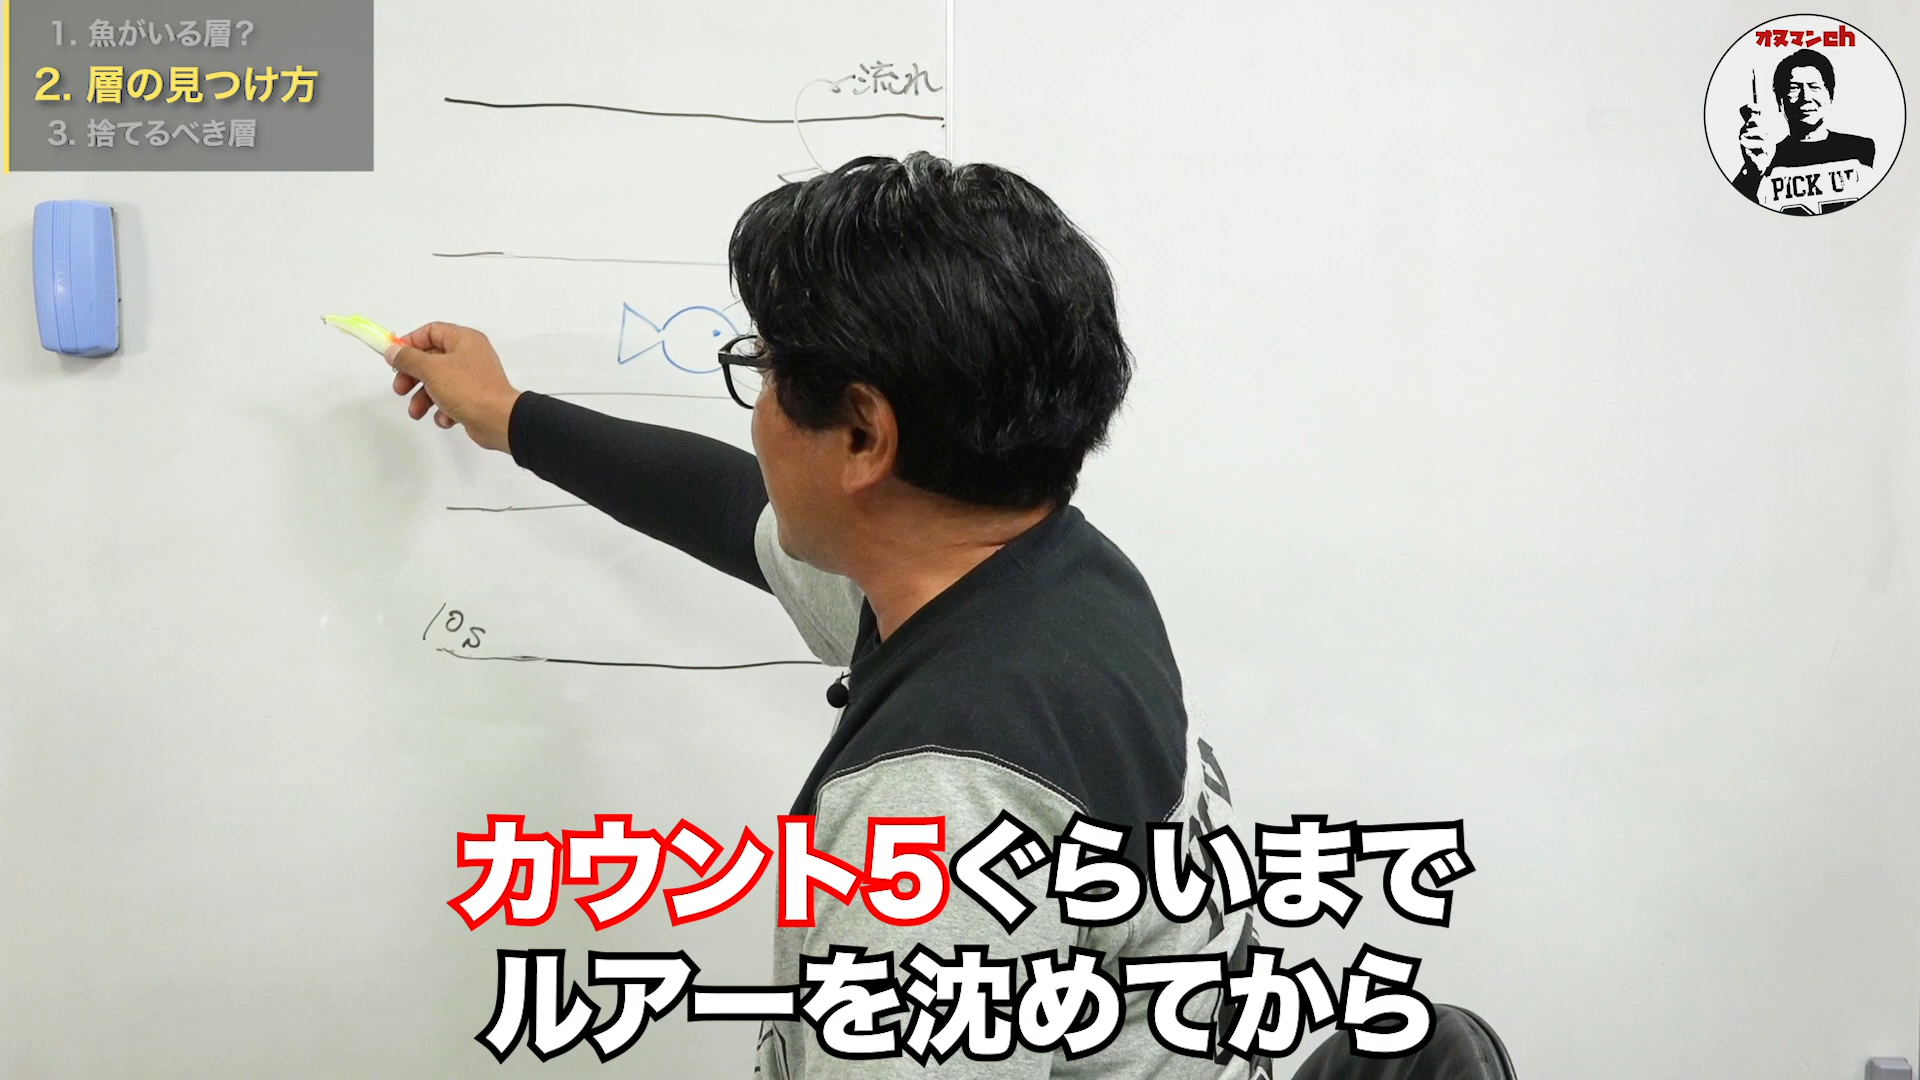 1. 魚がいる層？
2. 層の見つけ方
3. 捨てるべき層
オヌマンch
PICK UP
流れ
10s
カウント5ぐらいまで
ルアーを沈めてから